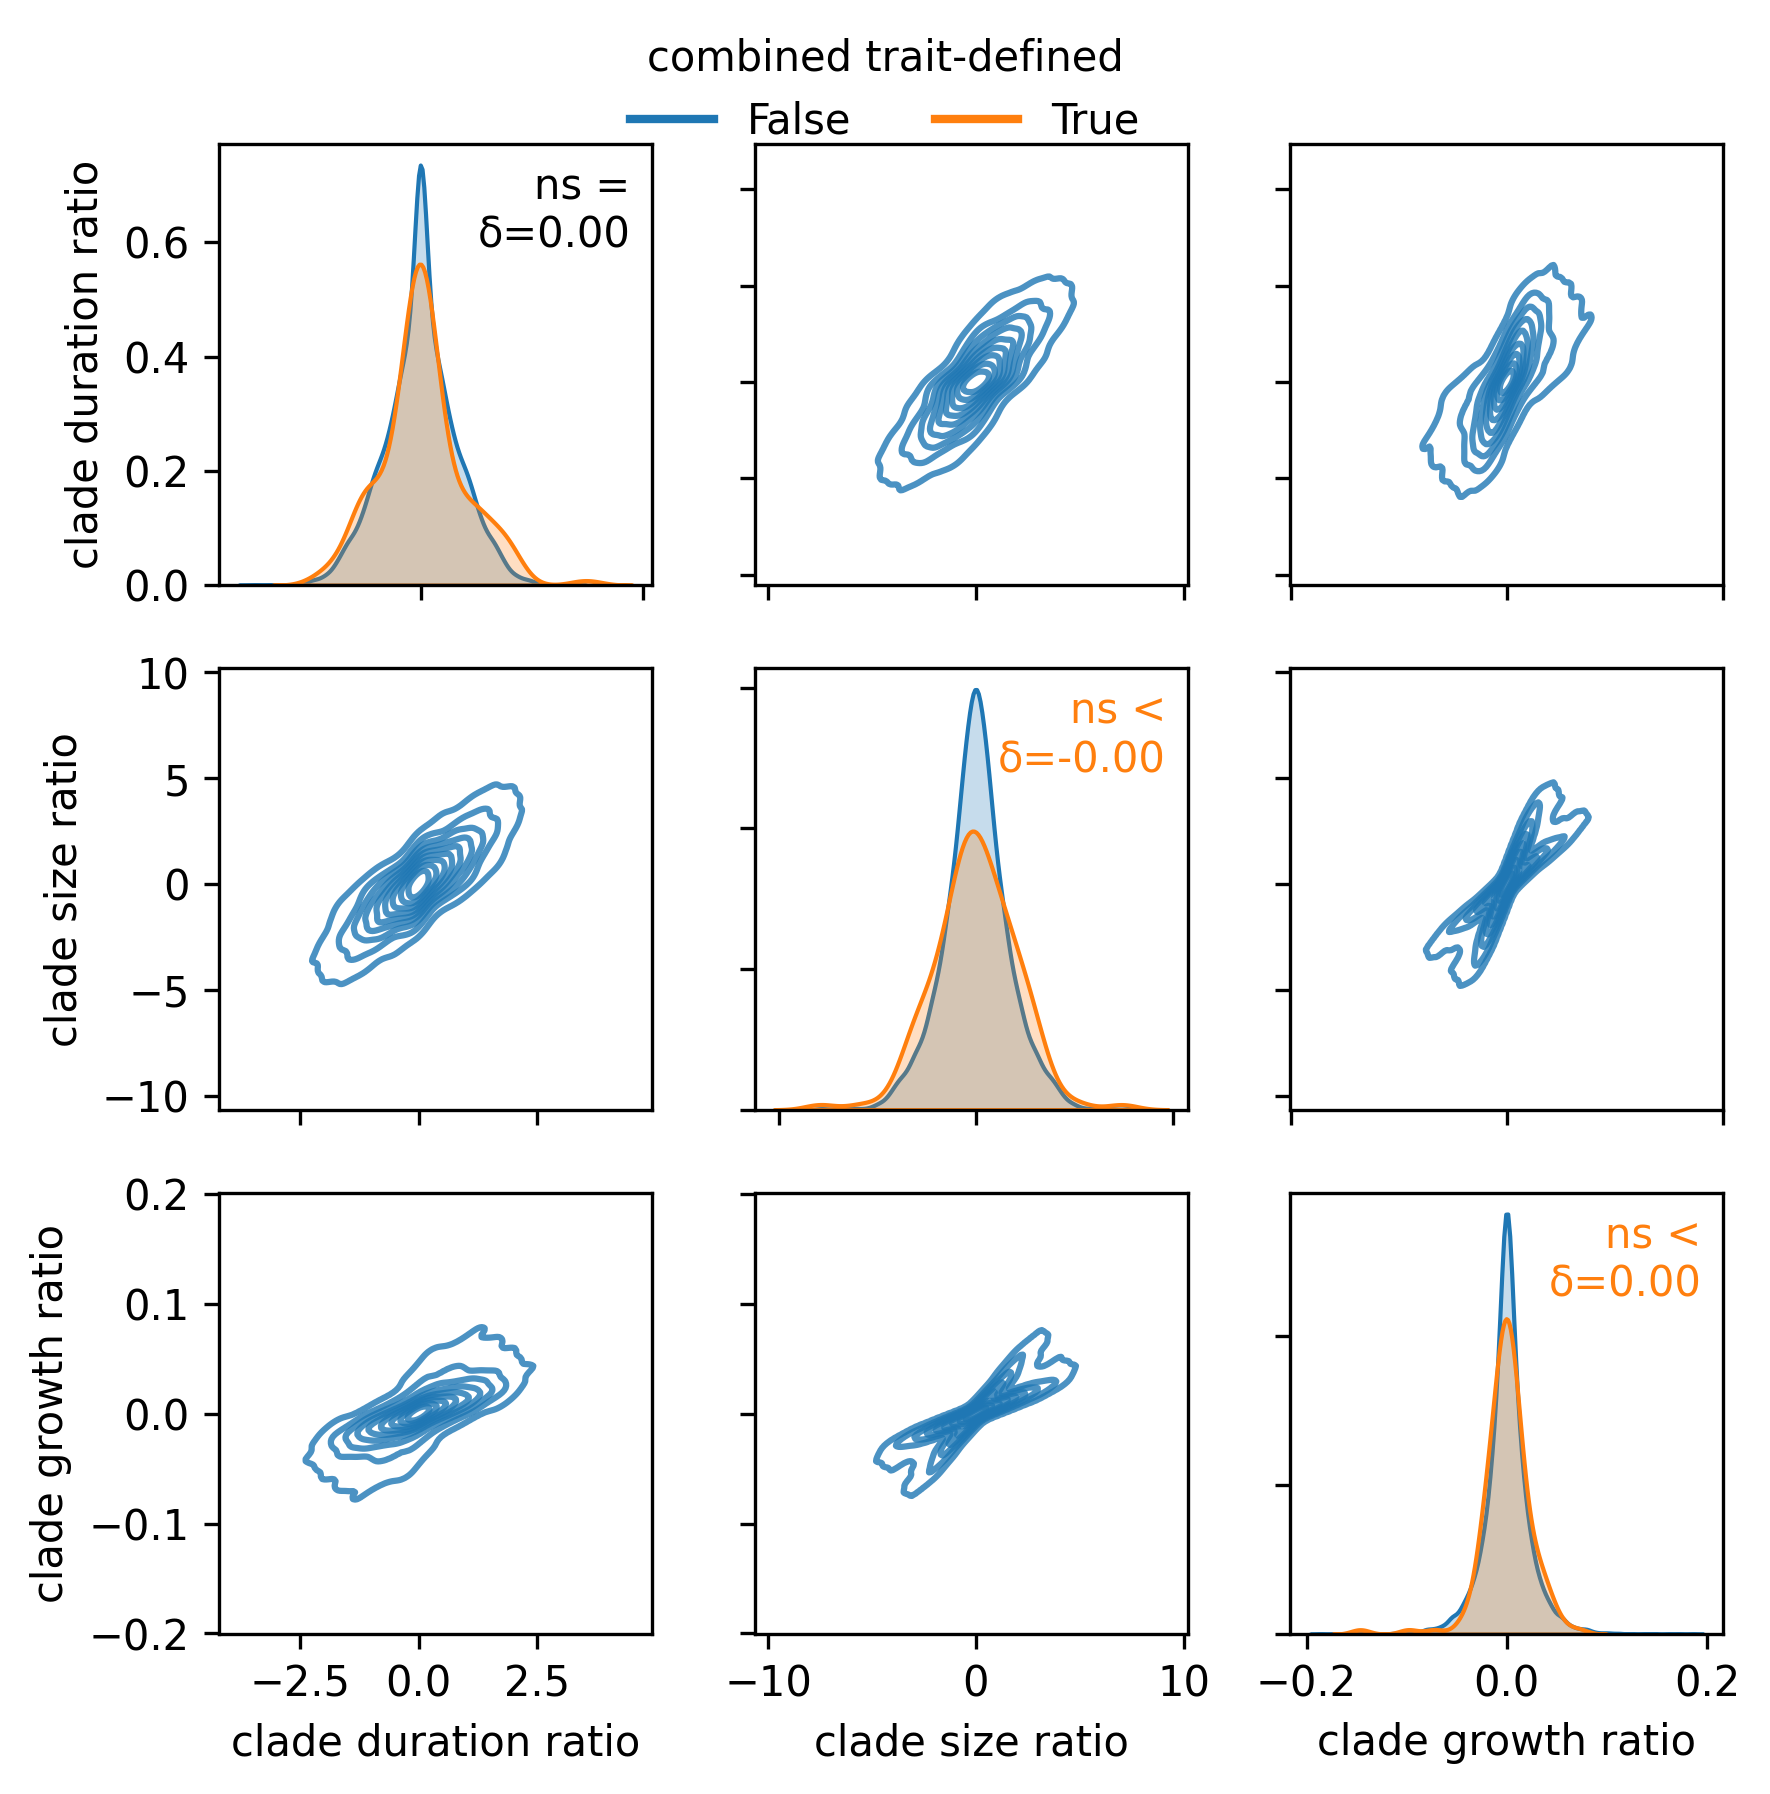 combined trait-defined
False True
clade duration ratio
0.6
0.4
0.2
0.0
ns =
δ=0.00
clade size ratio
10
5
0
−5
−10
ns <
δ=-0.00
clade growth ratio
0.2
0.1
0.0
−0.1
−0.2
ns <
δ=0.00
−2.5 0.0 2.5
−10 0 10
−0.2 0.0 0.2
clade duration ratio
clade size ratio
clade growth ratio